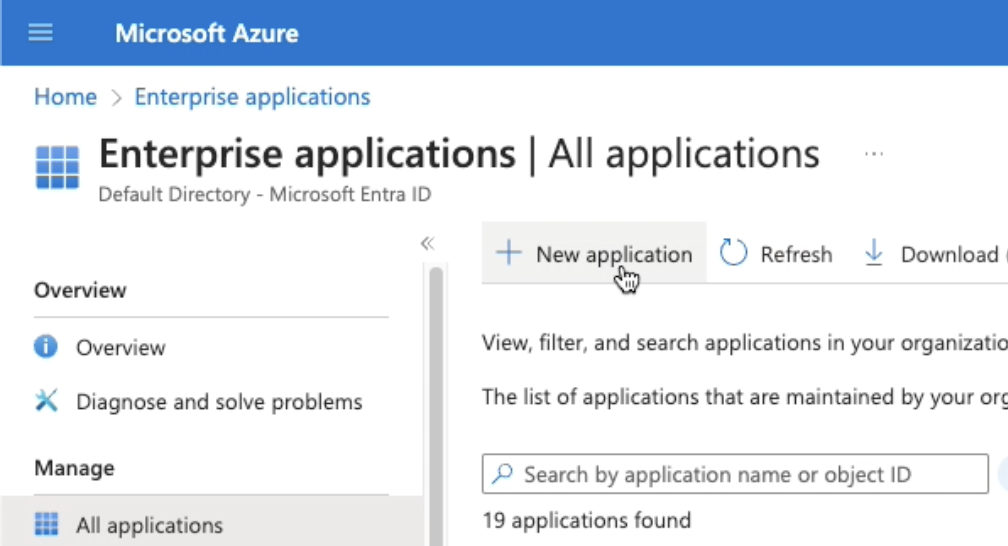 Microsoft Azure
Home > Enterprise applications
Enterprise applications | All applications ...
Default Directory - Microsoft Entra ID
«
+ New application Refresh Download
Overview
Overview
Diagnose and solve problems
Manage
All applications
View, filter, and search applications in your
The list of applications that are maintained by your
Search by application name or object ID
19 applications found